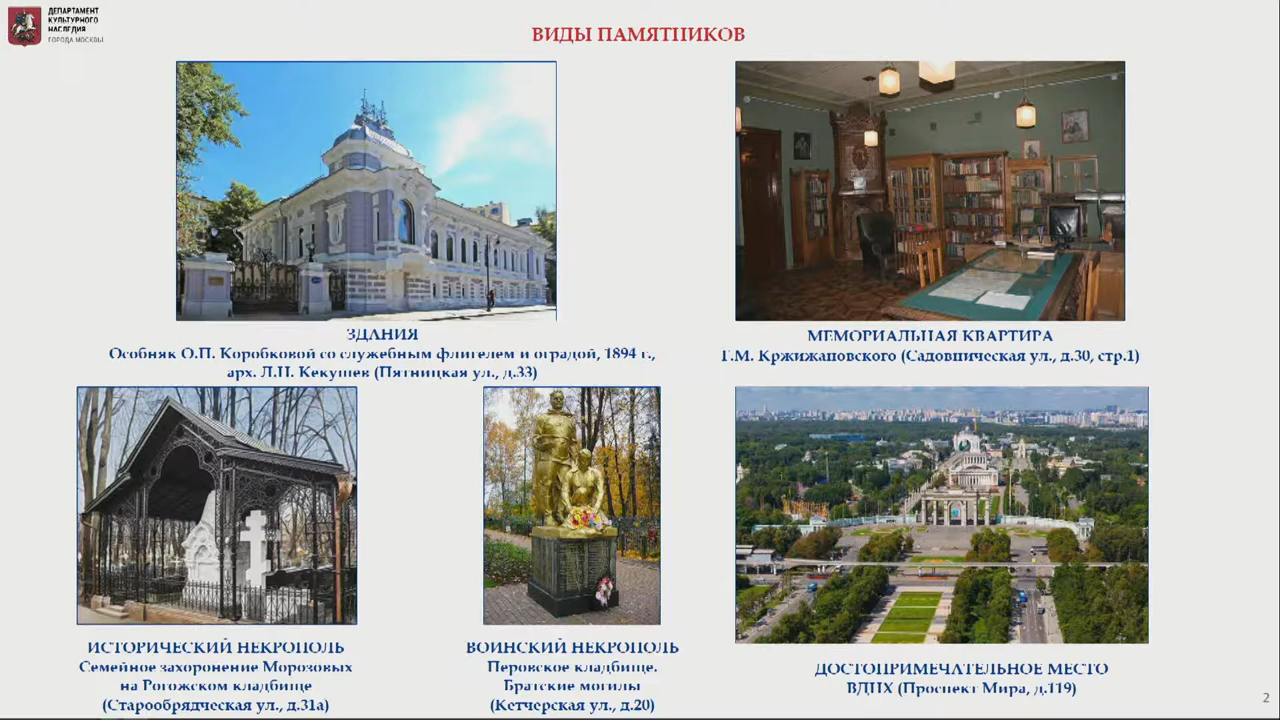 ДЕПАРТАМЕНТ
КУЛЬТУРНОГО
НАСЛЕДИЯ
ГОРОДА МОСКВЫ
ВИДЫ ПАМЯТНИКОВ
ЗДАНИЯ
Особняк О.П. Коробковой со служебным флигелем и оградой, 1894 г.,
арх. Л.Н. Кекушев (Пятницкая ул., д.33)
МЕМОРИАЛЬНАЯ КВАРТИРА
Г.М. Кржижановского (Садовническая ул., д.30, стр.1)
ИСТОРИЧЕСКИЙ НЕКРОПОЛЬ
Семейное захоронение Морозовых
на Рогожском кладбище
(Старообрядческая ул., д.31а)
ВОИНСКИЙ НЕКРОПОЛЬ
Перовское кладбище.
Братские могилы
(Кетчерская ул., д.20)
ДОСТОПРИМЕЧАТЕЛЬНОЕ МЕСТО
ВДНХ (Проспект Мира, д.119)
2